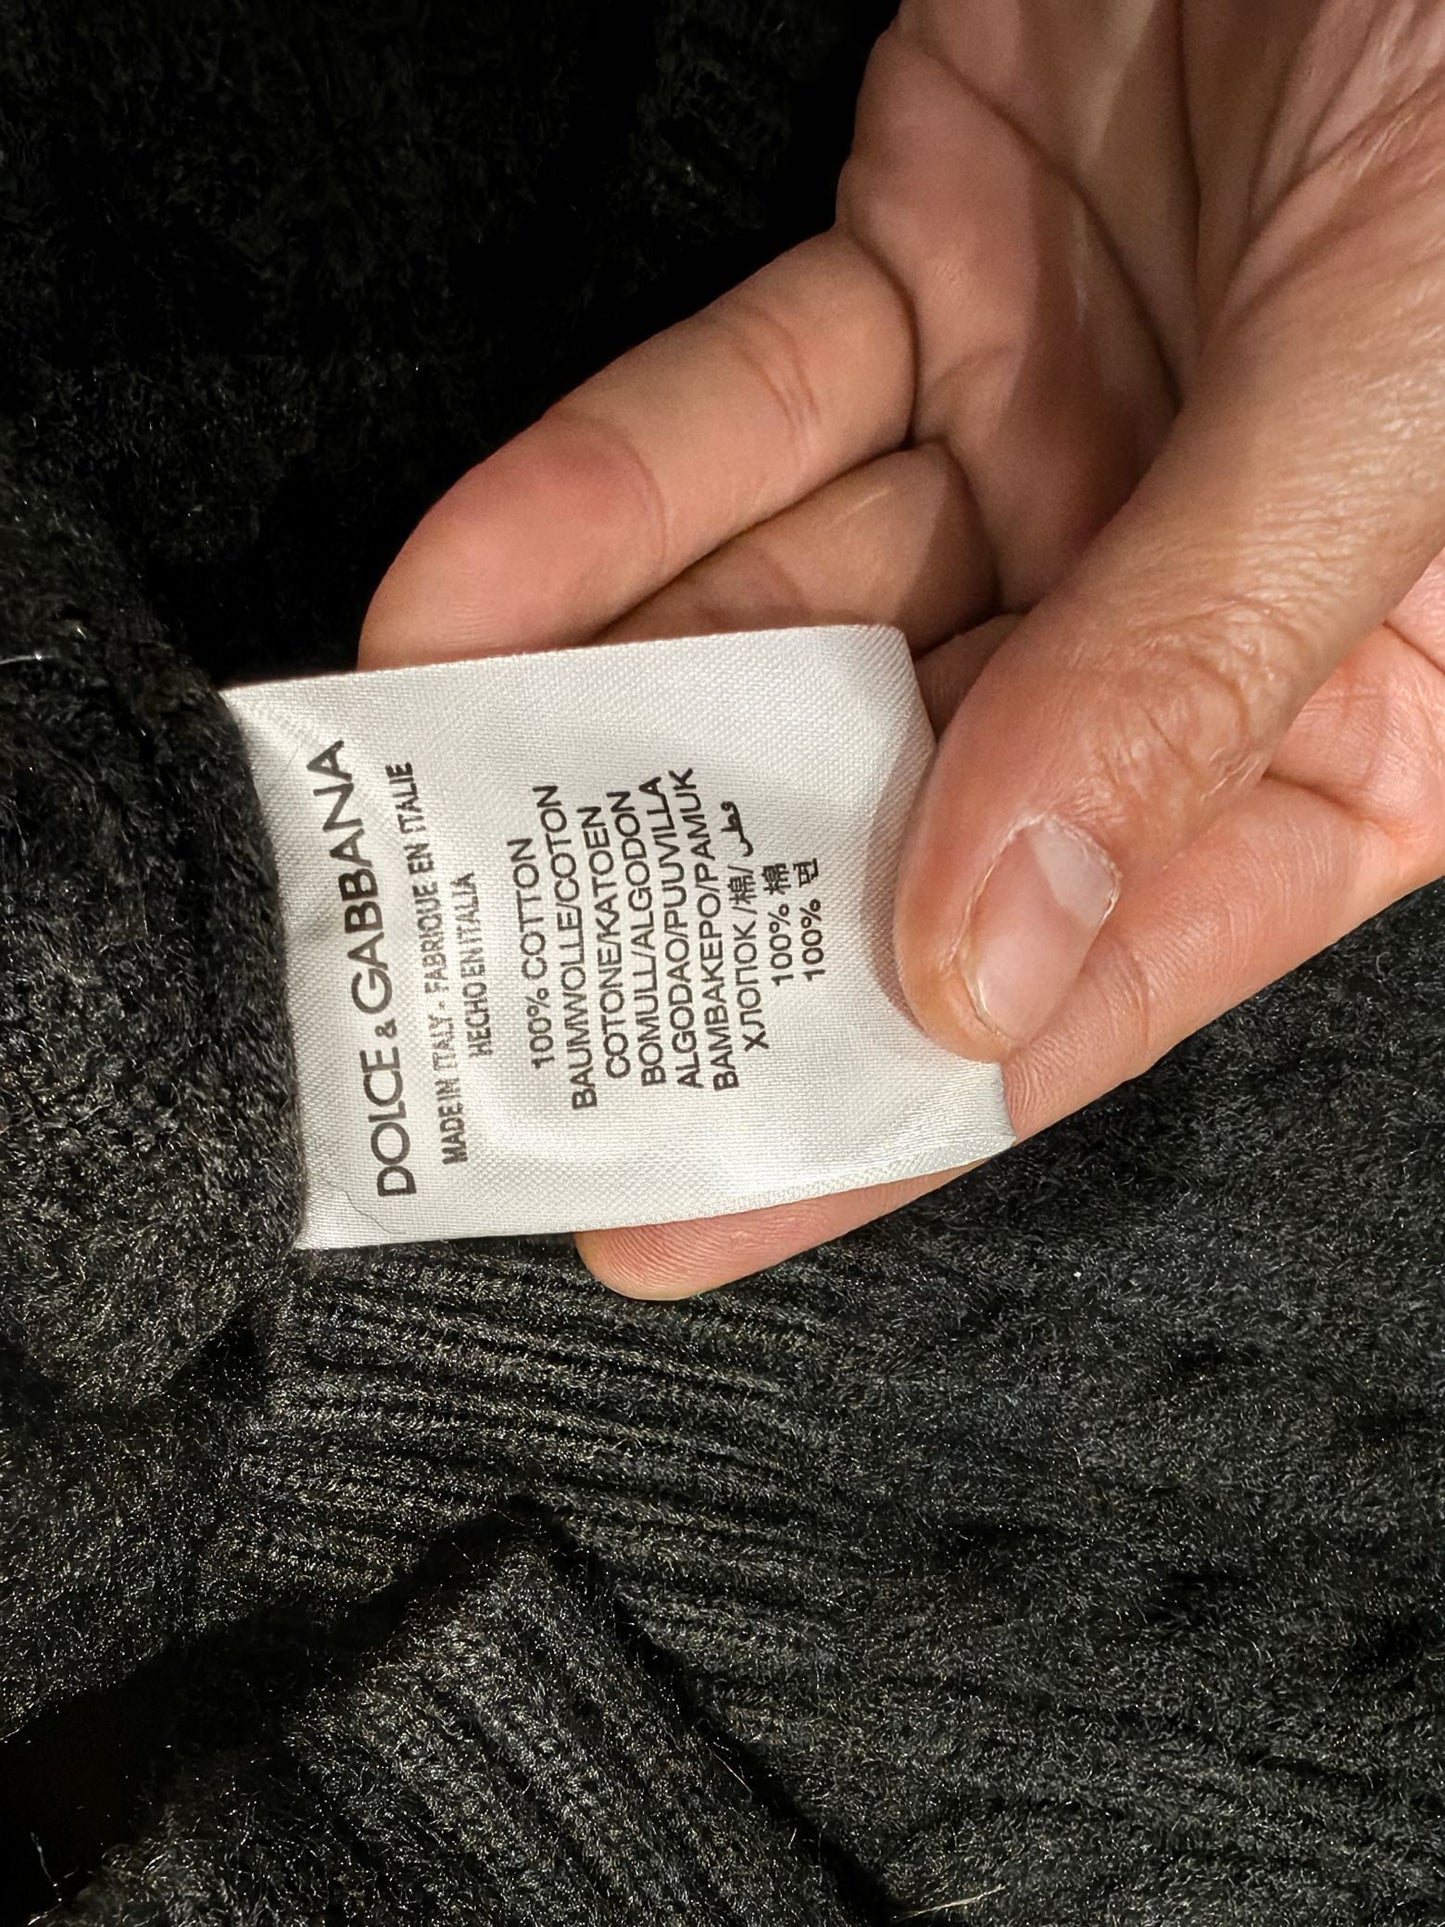 DOLCE & GABBANA
MADE IN ITALY - FABRIQUE EN ITALIE
HECHO EN ITALIA
100% COTTON
BAUMWOLLE/COTON
COTONE/KATOEN
BOMULL/ALGODON
ALGODAO/PUUVILLA
BAMBAKEPO/PAMUK
ХЛОПОК /棉/ قطن
100% 棉
100% 면